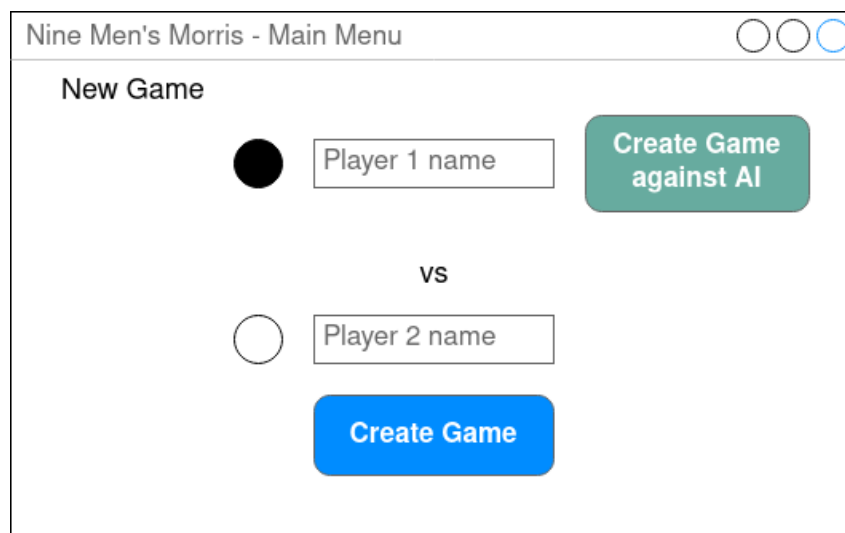 Nine Men's Morris - Main Menu
New Game
Player 1 name
Create Game
against AI
vs
Player 2 name
Create Game